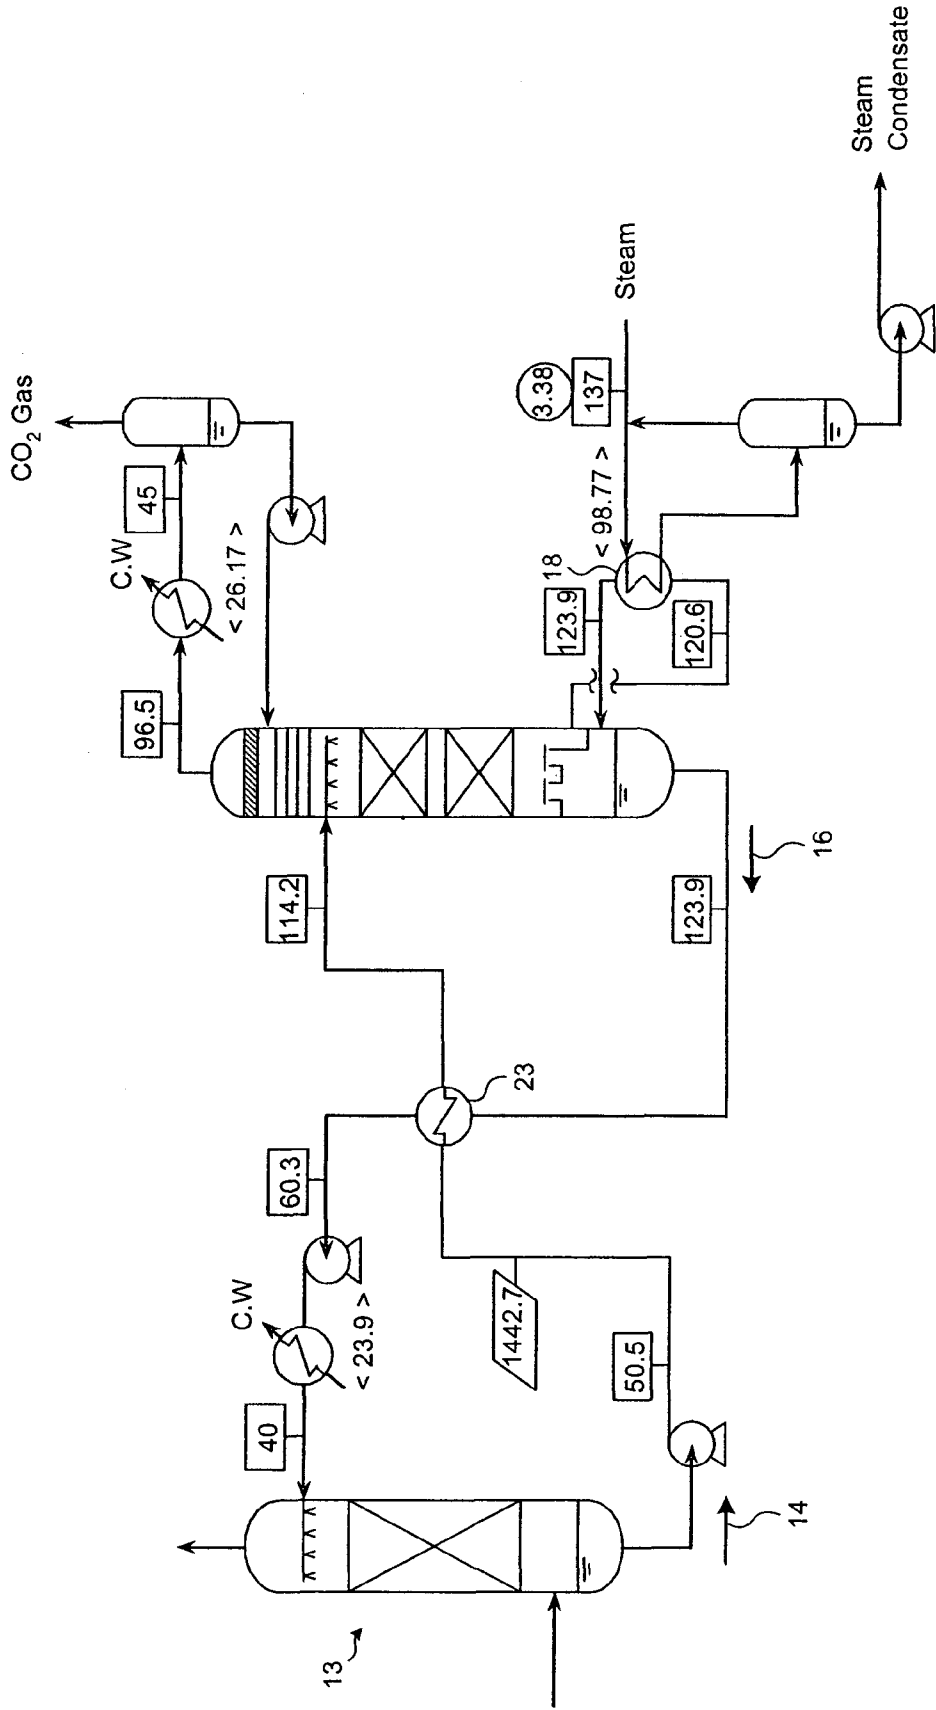 CO2 Gas
C.W
45
96.5
< 26.17 >
3.38
137
Steam
< 98.77 >
18
123.9
120.6
Steam
Condensate
114.2
16
123.9
23
60.3
C.W
< 23.9 >
40
1442.7
50.5
13
14